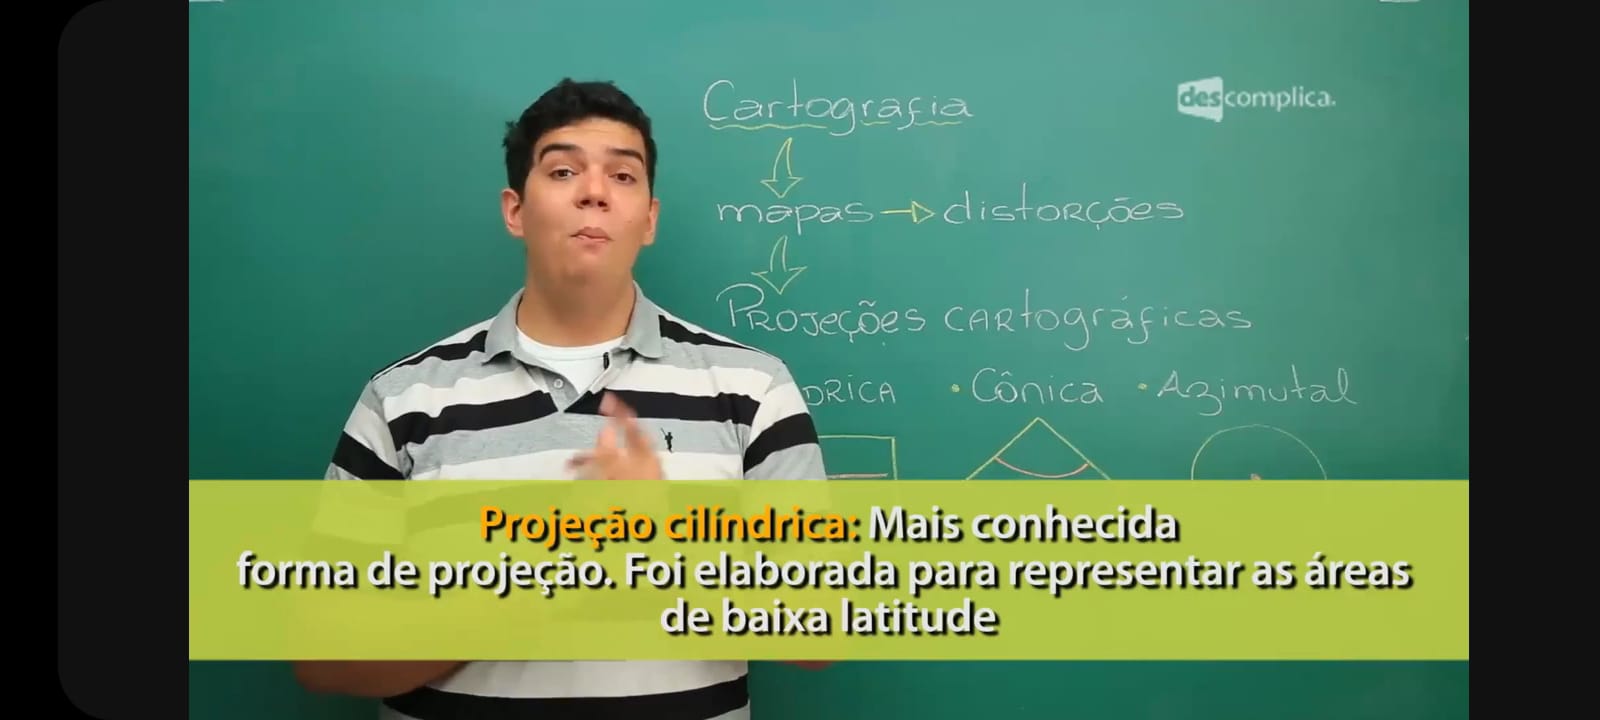 Cartografia
descomplica.
mapas → distorções
Projeções cartográficas
DRICA • Cônica • Azimutal
Projeção cilíndrica: Mais conhecida
forma de projeção. Foi elaborada para representar as áreas
de baixa latitude